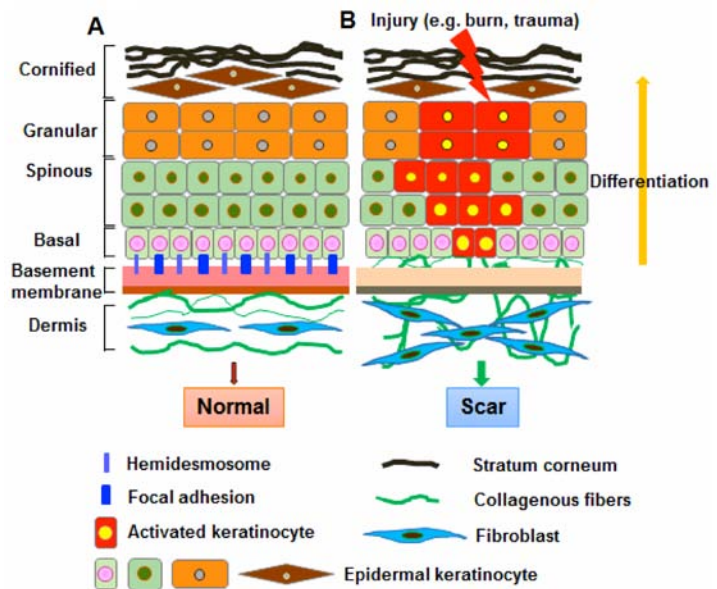 A
B
Injury (e.g. burn, trauma)
Cornified
Granular
Spinous
Differentiation
Basal
Basement
membrane
Dermis
Normal
Scar
Hemidesmosome
Stratum corneum
Focal adhesion
Collagenous fibers
Activated keratinocyte
Fibroblast
Epidermal keratinocyte